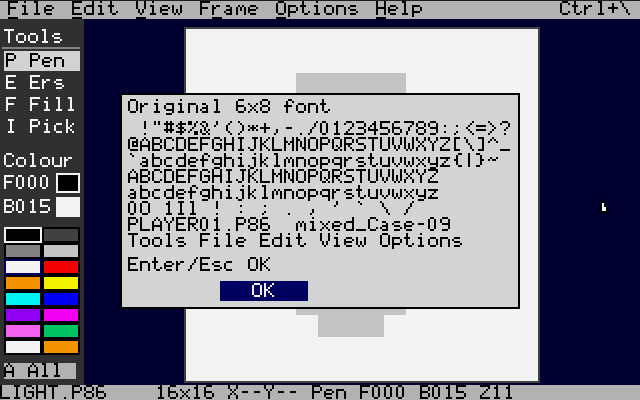 File Edit View Frame Options Help Ctrl+\
Tools
P Pen
E Ers
F Fill
I Pick
Colour
F000
B015
A All
Original 6x8 font
 !"#$%&'()*+,-./0123456789:;<=>?
@ABCDEFGHIJKLMNOPQRSTUVWXYZ[\]^_
`abcdefghijklmnopqrstuvwxyz{|}~
ABCDEFGHIJKLMNOPQRSTUVWXYZ
abcdefghijklmnopqrstuvwxyz
0O 1Il ! : ; . , ' ` \ /
PLAYER01.P86 mixed_Case-09
Tools File Edit View Options
Enter/Esc OK
OK
LIGHT.P86 16x16 X--Y-- Pen F000 B015 Z11